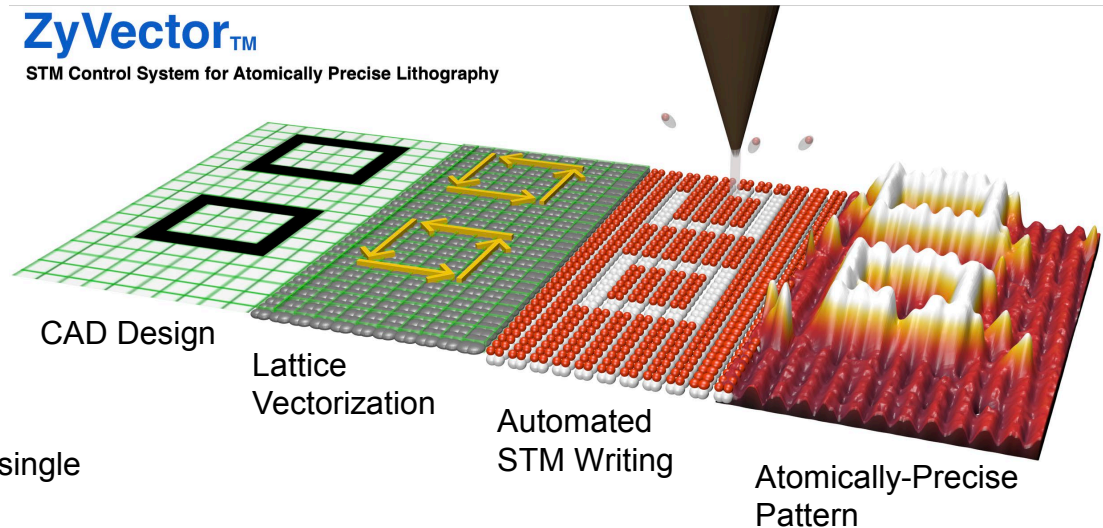 ZyVector™
STM Control System for Atomically Precise Lithography
CAD Design
Lattice
Vectorization
Automated
STM Writing
single
Atomically-Precise
Pattern